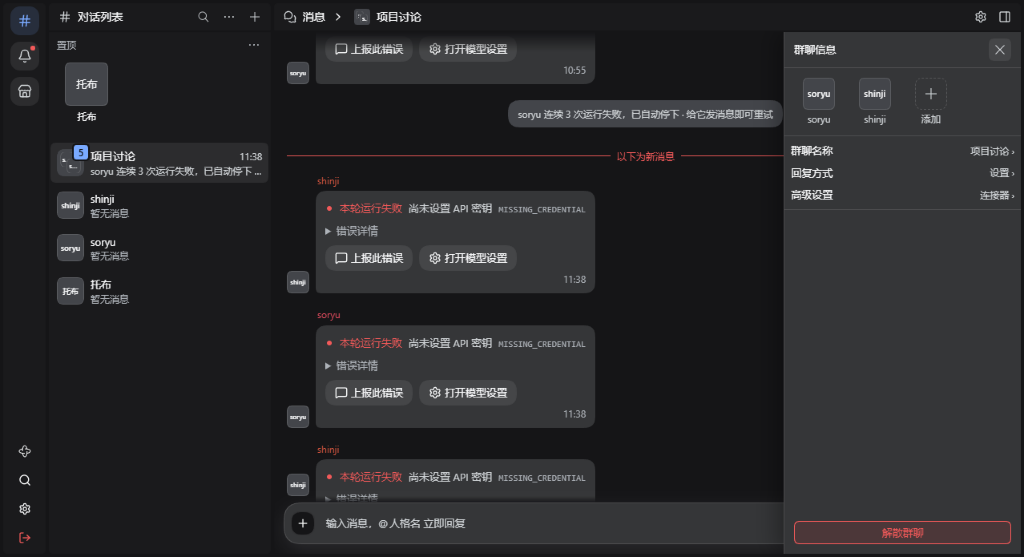 对话列表
置顶
托布
托布
5
项目讨论
11:38
soryu 连续 3 次运行失败，已自动停下 ...
shinji
shinji
暂无消息
soryu
soryu
暂无消息
托布
托布
暂无消息
消息
项目讨论
上报此错误
打开模型设置
10:55
soryu
soryu 连续 3 次运行失败，已自动停下 · 给它发消息即可重试
以下为新消息
shinji
本轮运行失败 尚未设置 API 密钥 MISSING_CREDENTIAL
错误详情
上报此错误
打开模型设置
11:38
shinji
soryu
本轮运行失败 尚未设置 API 密钥 MISSING_CREDENTIAL
错误详情
上报此错误
打开模型设置
11:38
soryu
shinji
本轮运行失败 尚未设置 API 密钥 MISSING_CREDENTIAL
错误详情
shinji
输入消息，@人格名 立即回复
群聊信息
soryu
shinji
soryu
shinji
添加
群聊名称
项目讨论 ›
回复方式
设置 ›
高级设置
连接器 ›
解散群聊